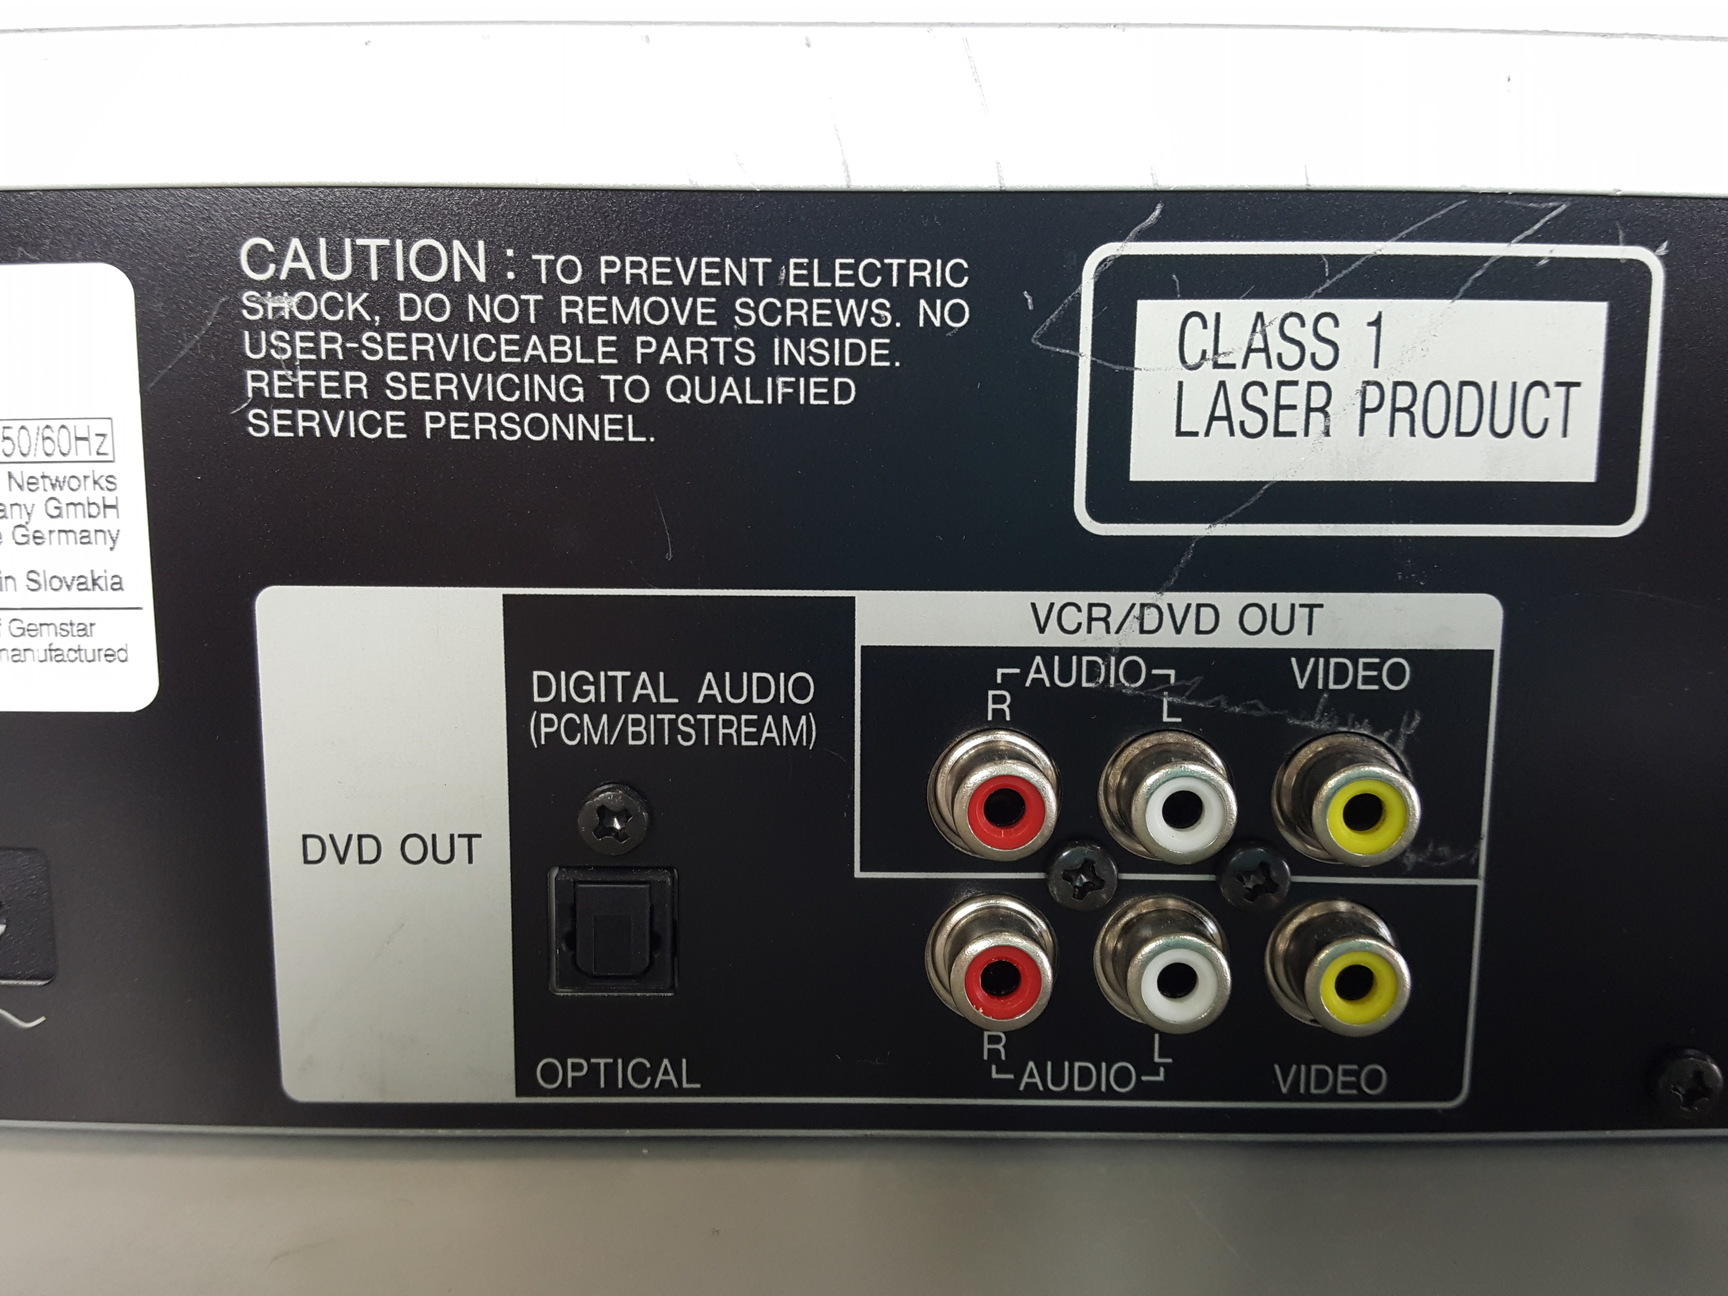 CAUTION : TO PREVENT ELECTRIC
SHOCK, DO NOT REMOVE SCREWS. NO
USER-SERVICEABLE PARTS INSIDE.
REFER SERVICING TO QUALIFIED
SERVICE PERSONNEL.
CLASS 1
LASER PRODUCT
50/60Hz
Networks
GmbH
Germany
in Slovakia
Gemstar
DVD OUT
DIGITAL AUDIO
(PCM/BITSTREAM)
OPTICAL
VCR/DVD OUT
AUDIO VIDEO
R L
R L
AUDIO VIDEO